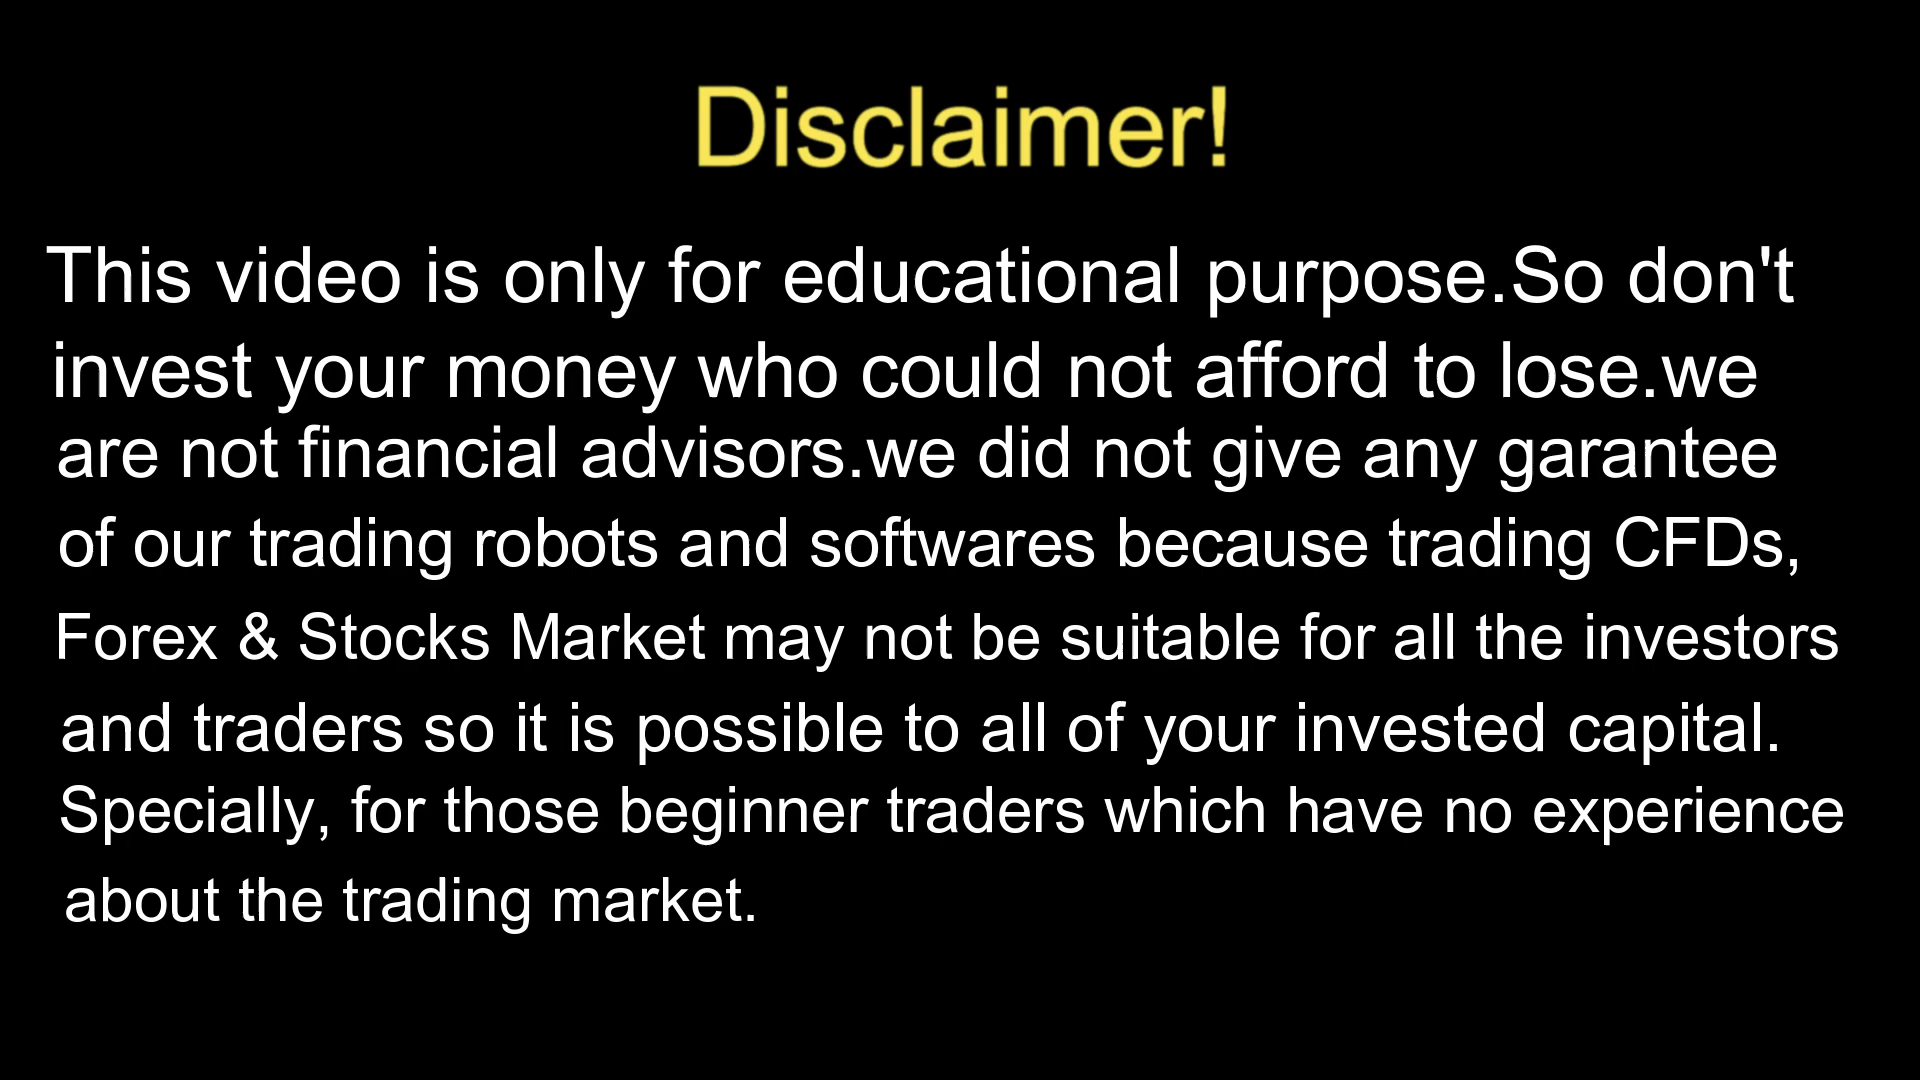 Disclaimer!
This video is only for educational purpose.So don't
invest your money who could not afford to lose.we
are not financial advisors.we did not give any garantee
of our trading robots and softwares because trading CFDs,
Forex & Stocks Market may not be suitable for all the investors
and traders so it is possible to all of your invested capital.
Specially, for those beginner traders which have no experience
about the trading market.